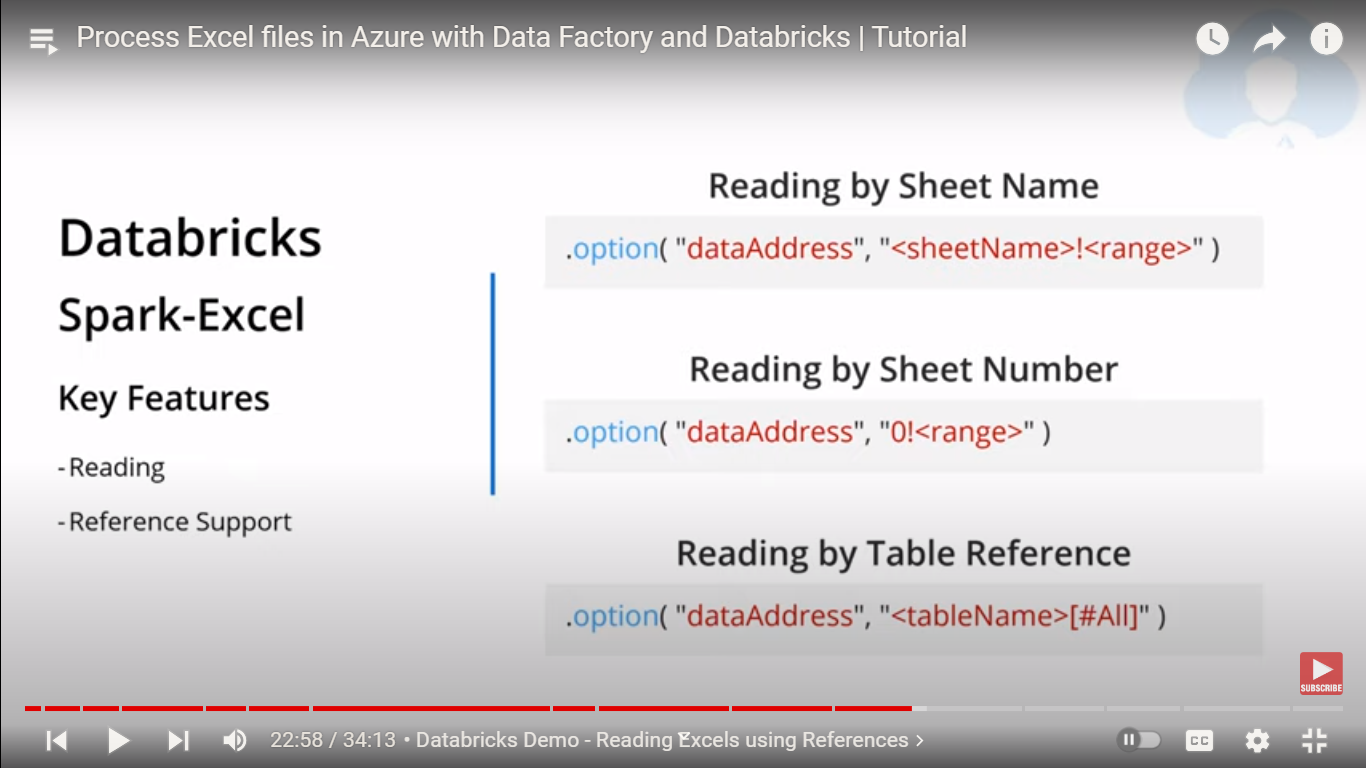 Process Excel files in Azure with Data Factory and Databricks | Tutorial
Databricks
Spark-Excel
Key Features
- Reading
- Reference Support
Reading by Sheet Name
.option( "dataAddress", "<sheetName>!<range>" )
Reading by Sheet Number
.option( "dataAddress", "0!<range>" )
Reading by Table Reference
.option( "dataAddress", "<tableName>[#All]" )
SUBSCRIBE
22:58 / 34:13 • Databricks Demo - Reading Excels using References >
CC